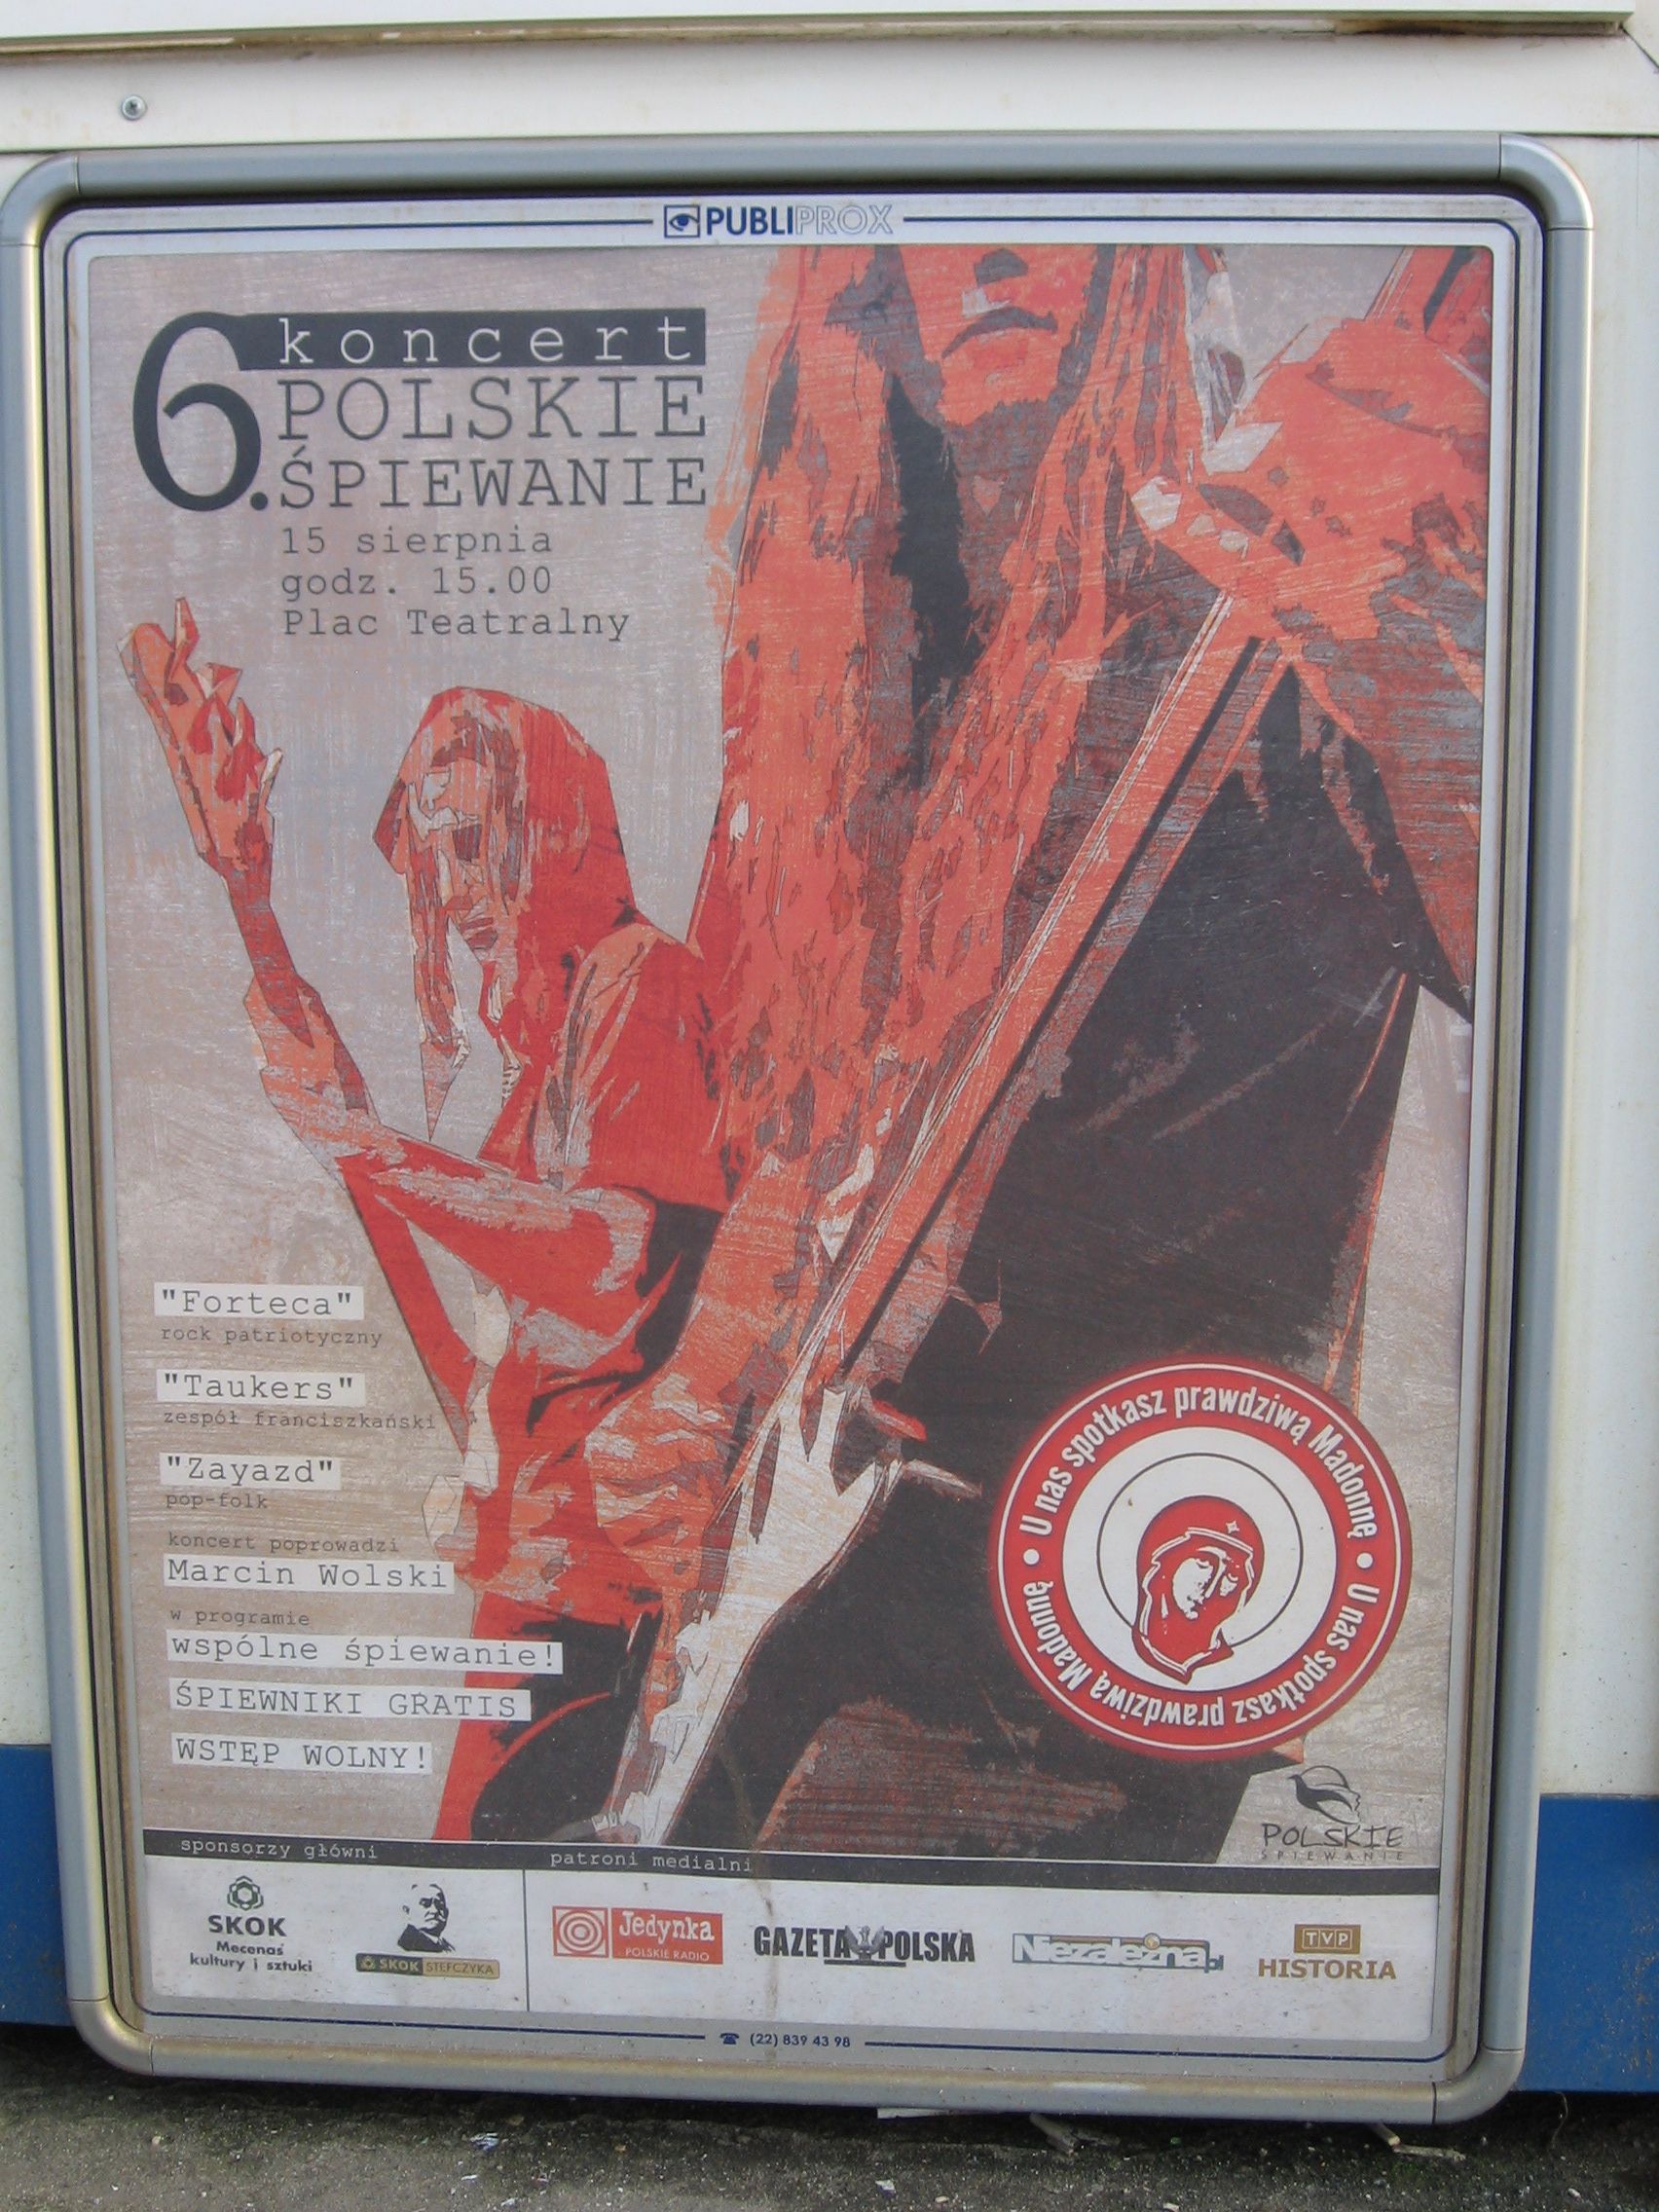 PUBLIPROX
6. koncert
POLSKIE
ŚPIEWANIE
15 sierpnia
godz. 15.00
Plac Teatralny
"Forteca"
rock patriotyczny
"Taukers"
zespół franciszkański
"Zayazd"
pop-folk
koncert poprowadzi
Marcin Wolski
w programie
wspólne śpiewanie!
ŚPIEWNIKI GRATIS
WSTĘP WOLNY!
• U nas spotkasz prawdziwą Madonnę • U nas spotkasz prawdziwą Madonnę
POLSKIE
ŚPIEWANIE
sponsorzy główni
patroni medialni
SKOK
Mecenas
kultury i sztuki
SKOK STEFCZYKA
Jedynka
POLSKIE RADIO
GAZETA POLSKA
Niezależna.pl
TVP
HISTORIA
☎ (22) 839 43 98